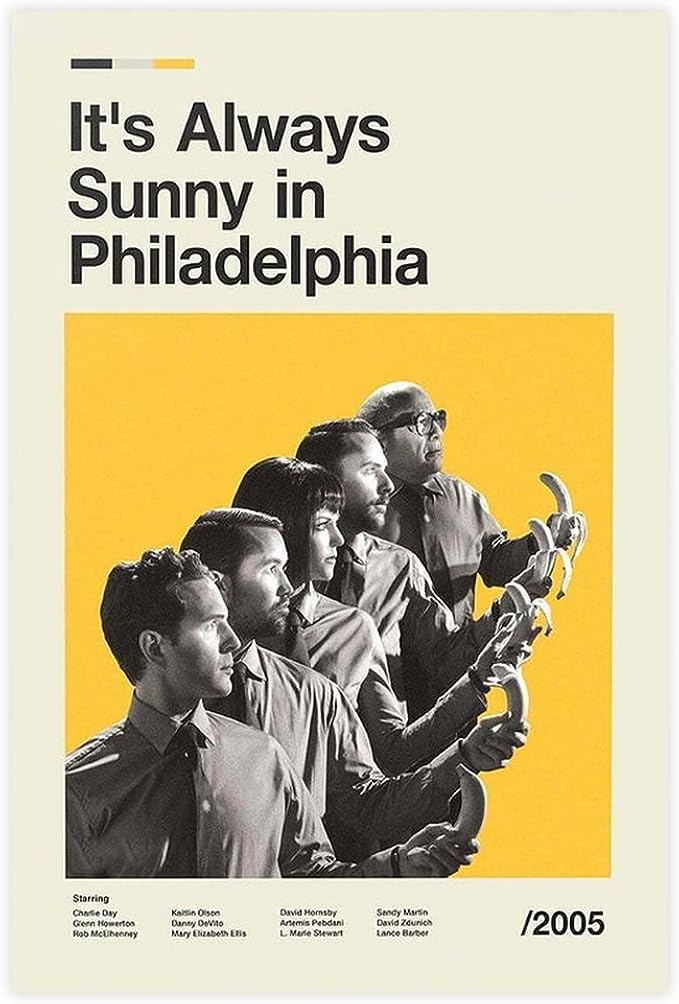 It's Always
Sunny in
Philadelphia
Starring
Charlie Day
Glenn Howerton
Rob McElhenney
Kaitlin Olson
Danny DeVito
Mary Elizabeth Ellis
David Hornsby
Artemis Pebdani
L. Marie Stewart
Sandy Martin
David Zdunich
Lance Barber
/2005